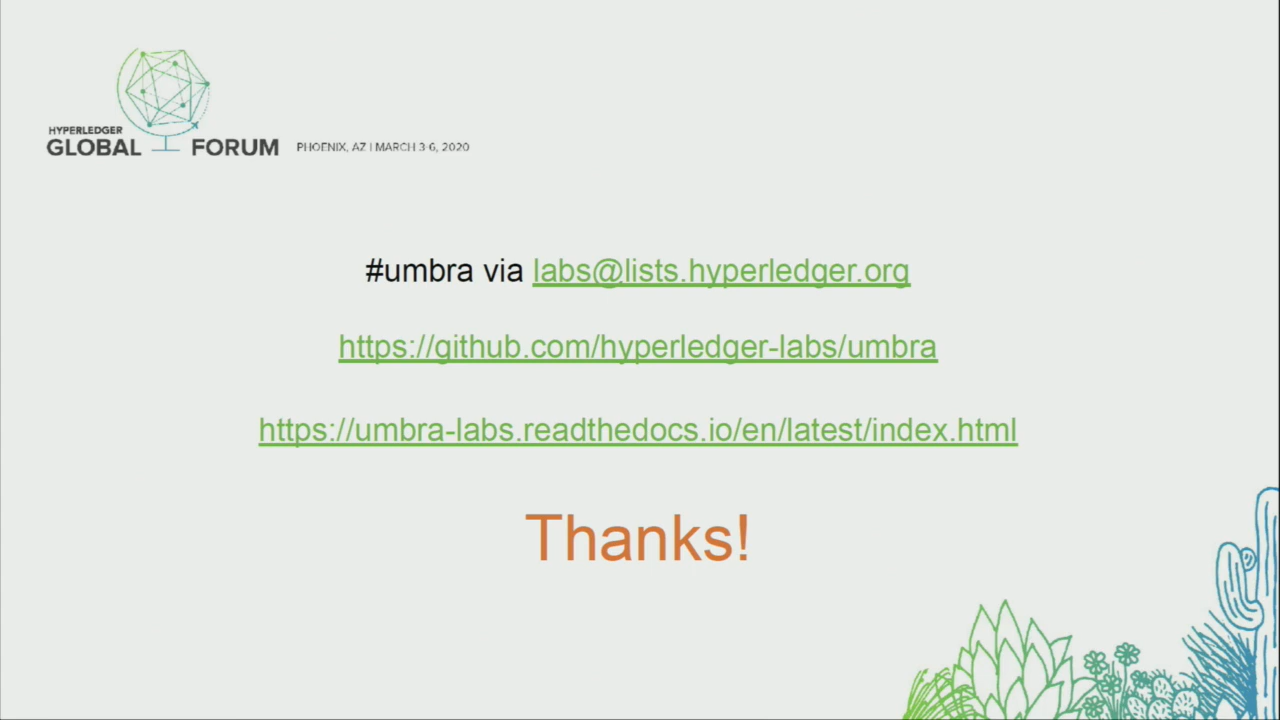 HYPERLEDGER
GLOBAL FORUM PHOENIX, AZ | MARCH 3-6, 2020
#umbra via labs@lists.hyperledger.org
https://github.com/hyperledger-labs/umbra
https://umbra-labs.readthedocs.io/en/latest/index.html
Thanks!